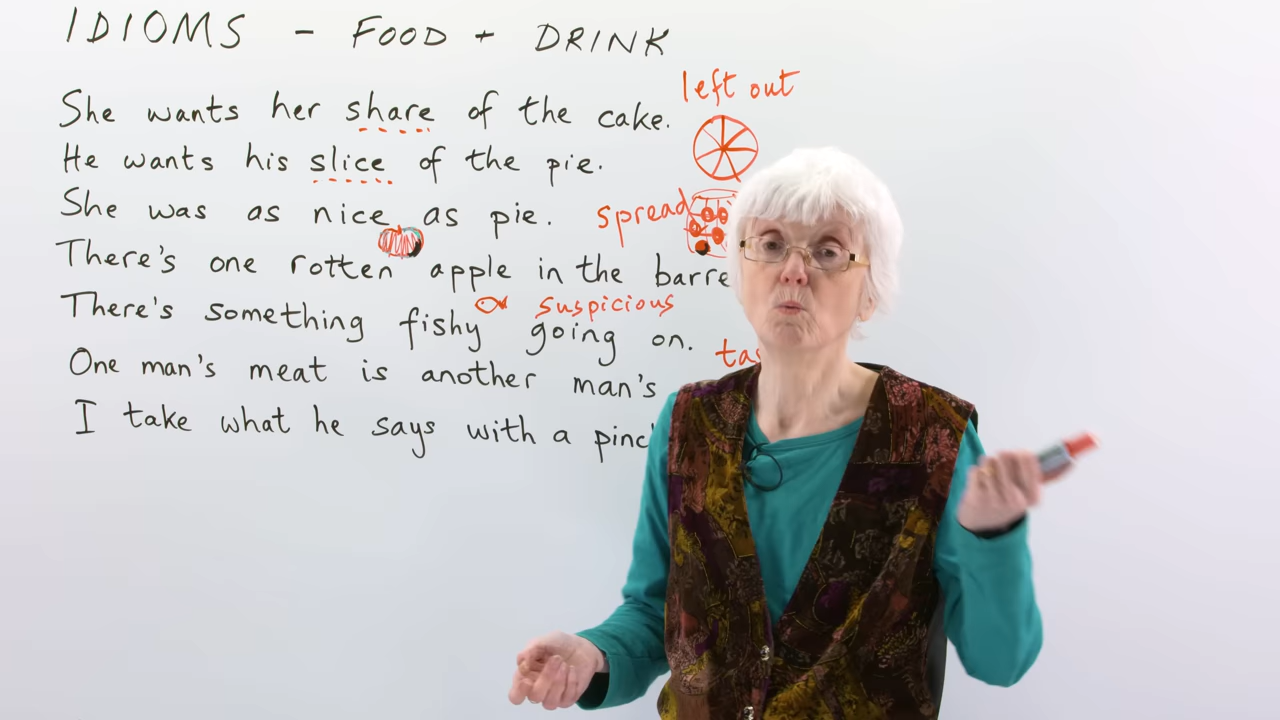 IDIOMS - FOOD + DRINK
left out
She wants her share of the cake.
He wants his slice of the pie.
She was as nice as pie. spread
There's one rotten apple in the
There's something fishy going on. suspicious
One man's meat is another man's
I take what he says with a